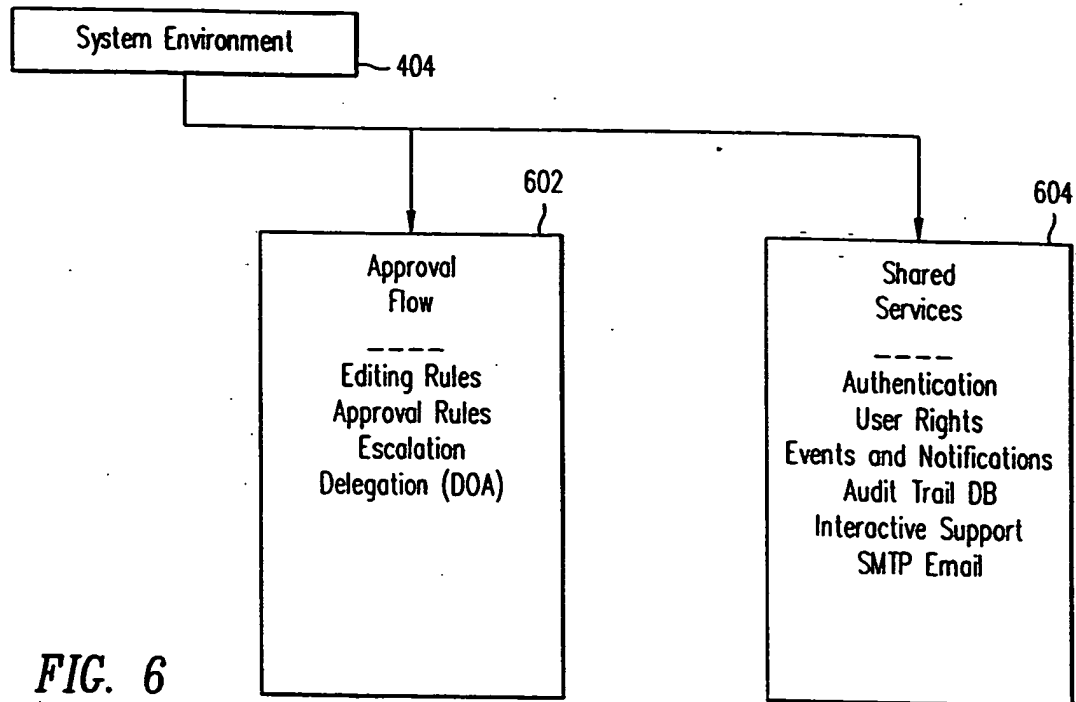 System Environment
404
602
604
Approval
Flow
Editing Rules
Approval Rules
Escalation
Delegation (DOA)
Shared
Services
Authentication
User Rights
Events and Notifications
Audit Trail DB
Interactive Support
SMTP Email
FIG. 6